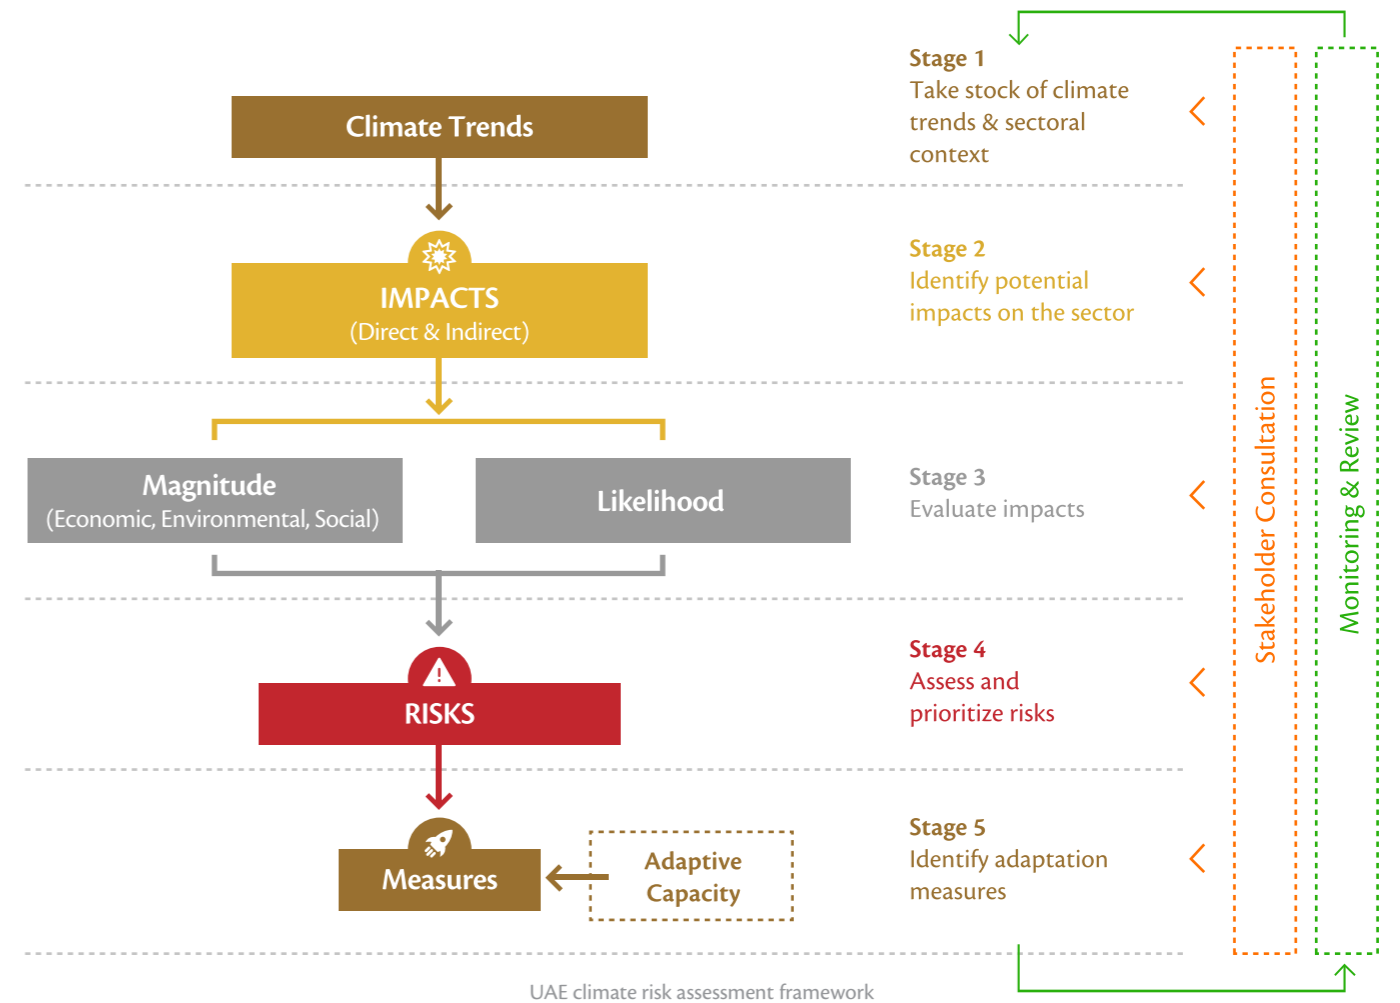 Stage 1
Take stock of climate
trends & sectoral
context
Climate Trends
Stage 2
Identify potential
impacts on the sector
IMPACTS
(Direct & Indirect)
Magnitude
(Economic, Environmental, Social)
Likelihood
Stage 3
Evaluate impacts
Stage 4
Assess and
prioritize risks
RISKS
Stage 5
Identify adaptation
measures
Measures
Adaptive
Capacity
Stakeholder Consultation
Monitoring & Review
UAE climate risk assessment framework